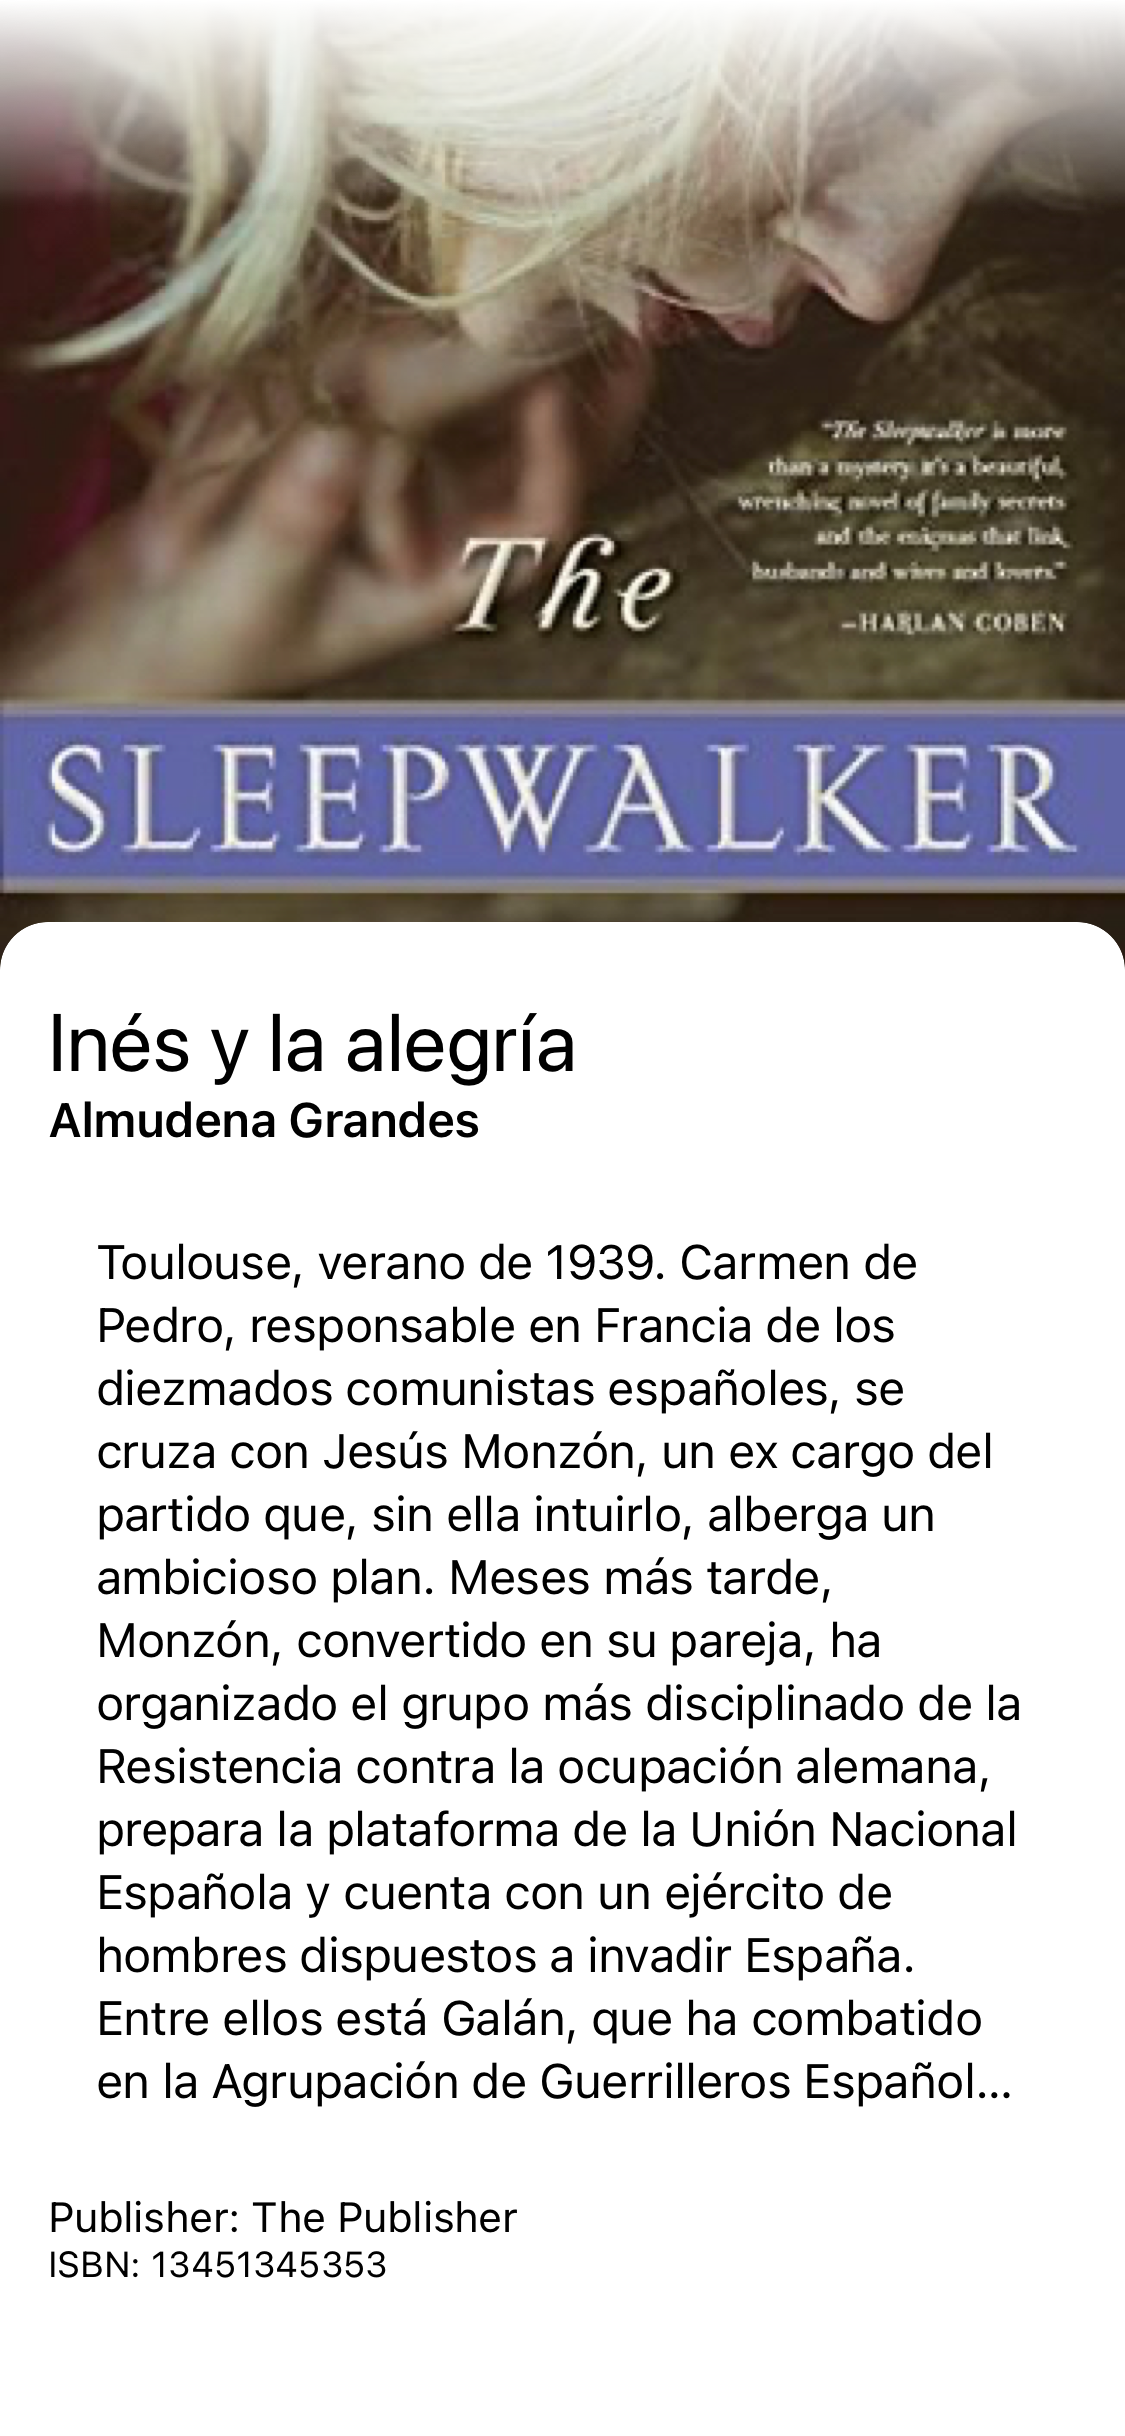 "The Sleepwalker is more
than a mystery: it's a beautiful,
wrenching novel of family secrets
and the enigmas that link
husbands and wives and lovers."
—HARLAN COBEN
The
SLEEPWALKER
Inés y la alegría
Almudena Grandes
Toulouse, verano de 1939. Carmen de
Pedro, responsable en Francia de los
diezmados comunistas españoles, se
cruza con Jesús Monzón, un ex cargo del
partido que, sin ella intuirlo, alberga un
ambicioso plan. Meses más tarde,
Monzón, convertido en su pareja, ha
organizado el grupo más disciplinado de la
Resistencia contra la ocupación alemana,
prepara la plataforma de la Unión Nacional
Española y cuenta con un ejército de
hombres dispuestos a invadir España.
Entre ellos está Galán, que ha combatido
en la Agrupación de Guerrilleros Español...
Publisher: The Publisher
ISBN: 13451345353